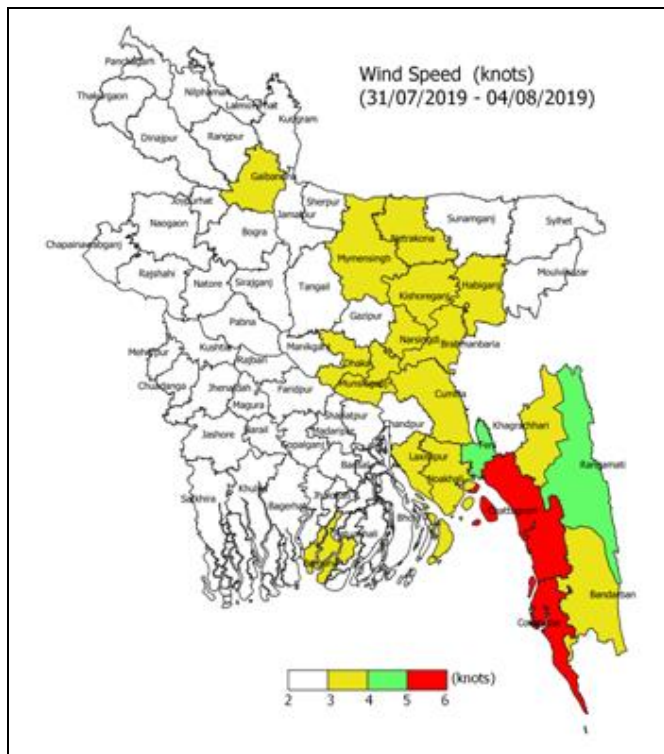 Wind Speed (knots)
(31/07/2019 - 04/08/2019)
Panchagarh
Thakurgaon
Nilphamari
Lalmonirhat
Kurigram
Dinajpur
Rangpur
Gaibandha
Joypurhat
Jamalpur
Sherpur
Naogaon
Bogra
Mymensingh
Netrakona
Sunamganj
Sylhet
Chapainawabganj
Rajshahi
Natore
Sirajganj
Tangail
Kishoreganj
Habiganj
Moulvibazar
Pabna
Gazipur
Narsingdi
Brahmanbaria
Meherpur
Kushtia
Rajbari
Manikganj
Dhaka
Chuadanga
Jhenaidah
Magura
Faridpur
Munshiganj
Cumilla
Jashore
Narail
Gopalganj
Madaripur
Shariatpur
Chandpur
Feni
Khagrachhari
Rangamati
Satkhira
Khulna
Bagerhat
Barisal
Laxmipur
Noakhali
Chattogram
Bandarban
(knots)
2 3 4 5 6